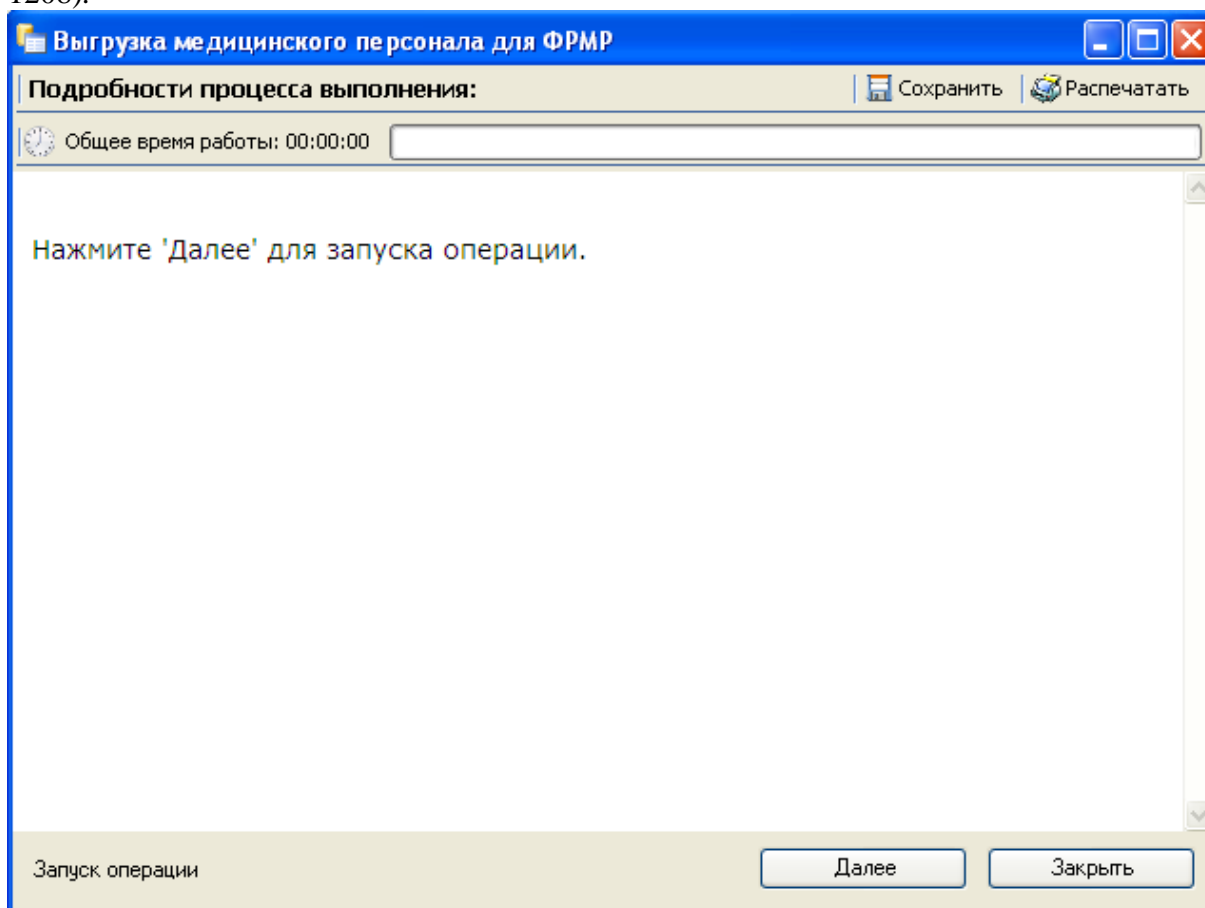 1208).
Выгрузка медицинского персонала для ФРМР
Подробности процесса выполнения: Сохранить Распечатать
Общее время работы: 00:00:00
Нажмите 'Далее' для запуска операции.
Запуск операции Далее Закрыть